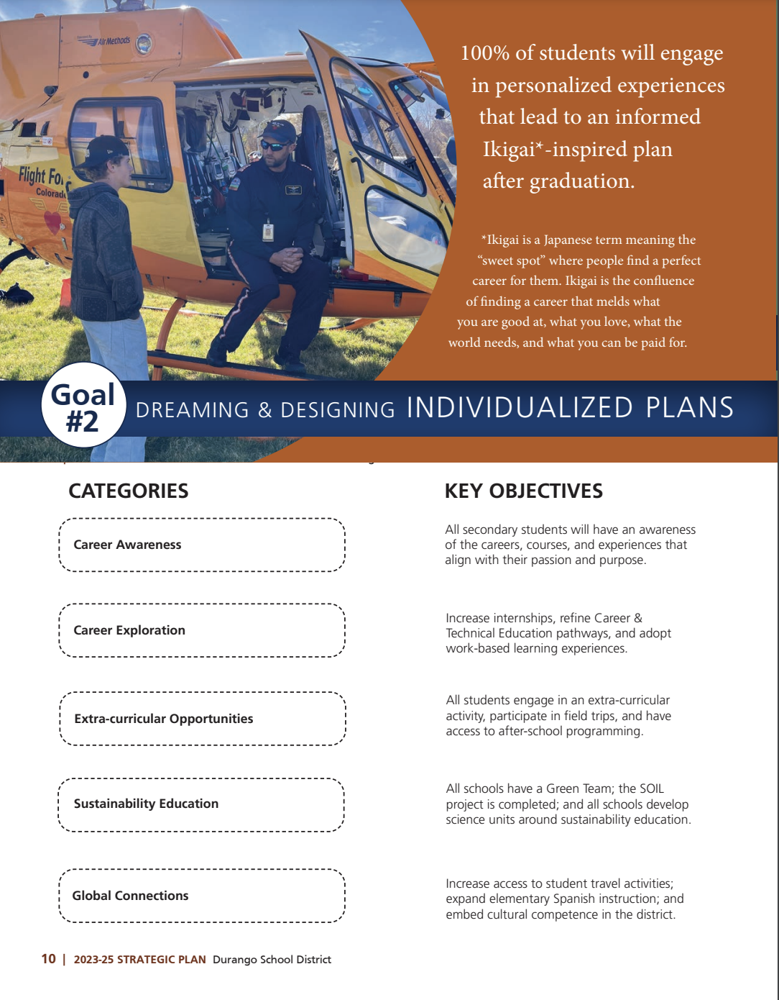 Air Methods
Flight Fo
Colorad
100% of students will engage
in personalized experiences
that lead to an informed
Ikigai*-inspired plan
after graduation.
*Ikigai is a Japanese term meaning the
“sweet spot” where people find a perfect
career for them. Ikigai is the confluence
of finding a career that melds what
you are good at, what you love, what the
world needs, and what you can be paid for.
Goal
#2
DREAMING & DESIGNING INDIVIDUALIZED PLANS
CATEGORIES
KEY OBJECTIVES
Career Awareness
All secondary students will have an awareness
of the careers, courses, and experiences that
align with their passion and purpose.
Career Exploration
Increase internships, refine Career &
Technical Education pathways, and adopt
work-based learning experiences.
Extra-curricular Opportunities
All students engage in an extra-curricular
activity, participate in field trips, and have
access to after-school programming.
Sustainability Education
All schools have a Green Team; the SOIL
project is completed; and all schools develop
science units around sustainability education.
Global Connections
Increase access to student travel activities;
expand elementary Spanish instruction; and
embed cultural competence in the district.
10 | 2023-25 STRATEGIC PLAN Durango School District